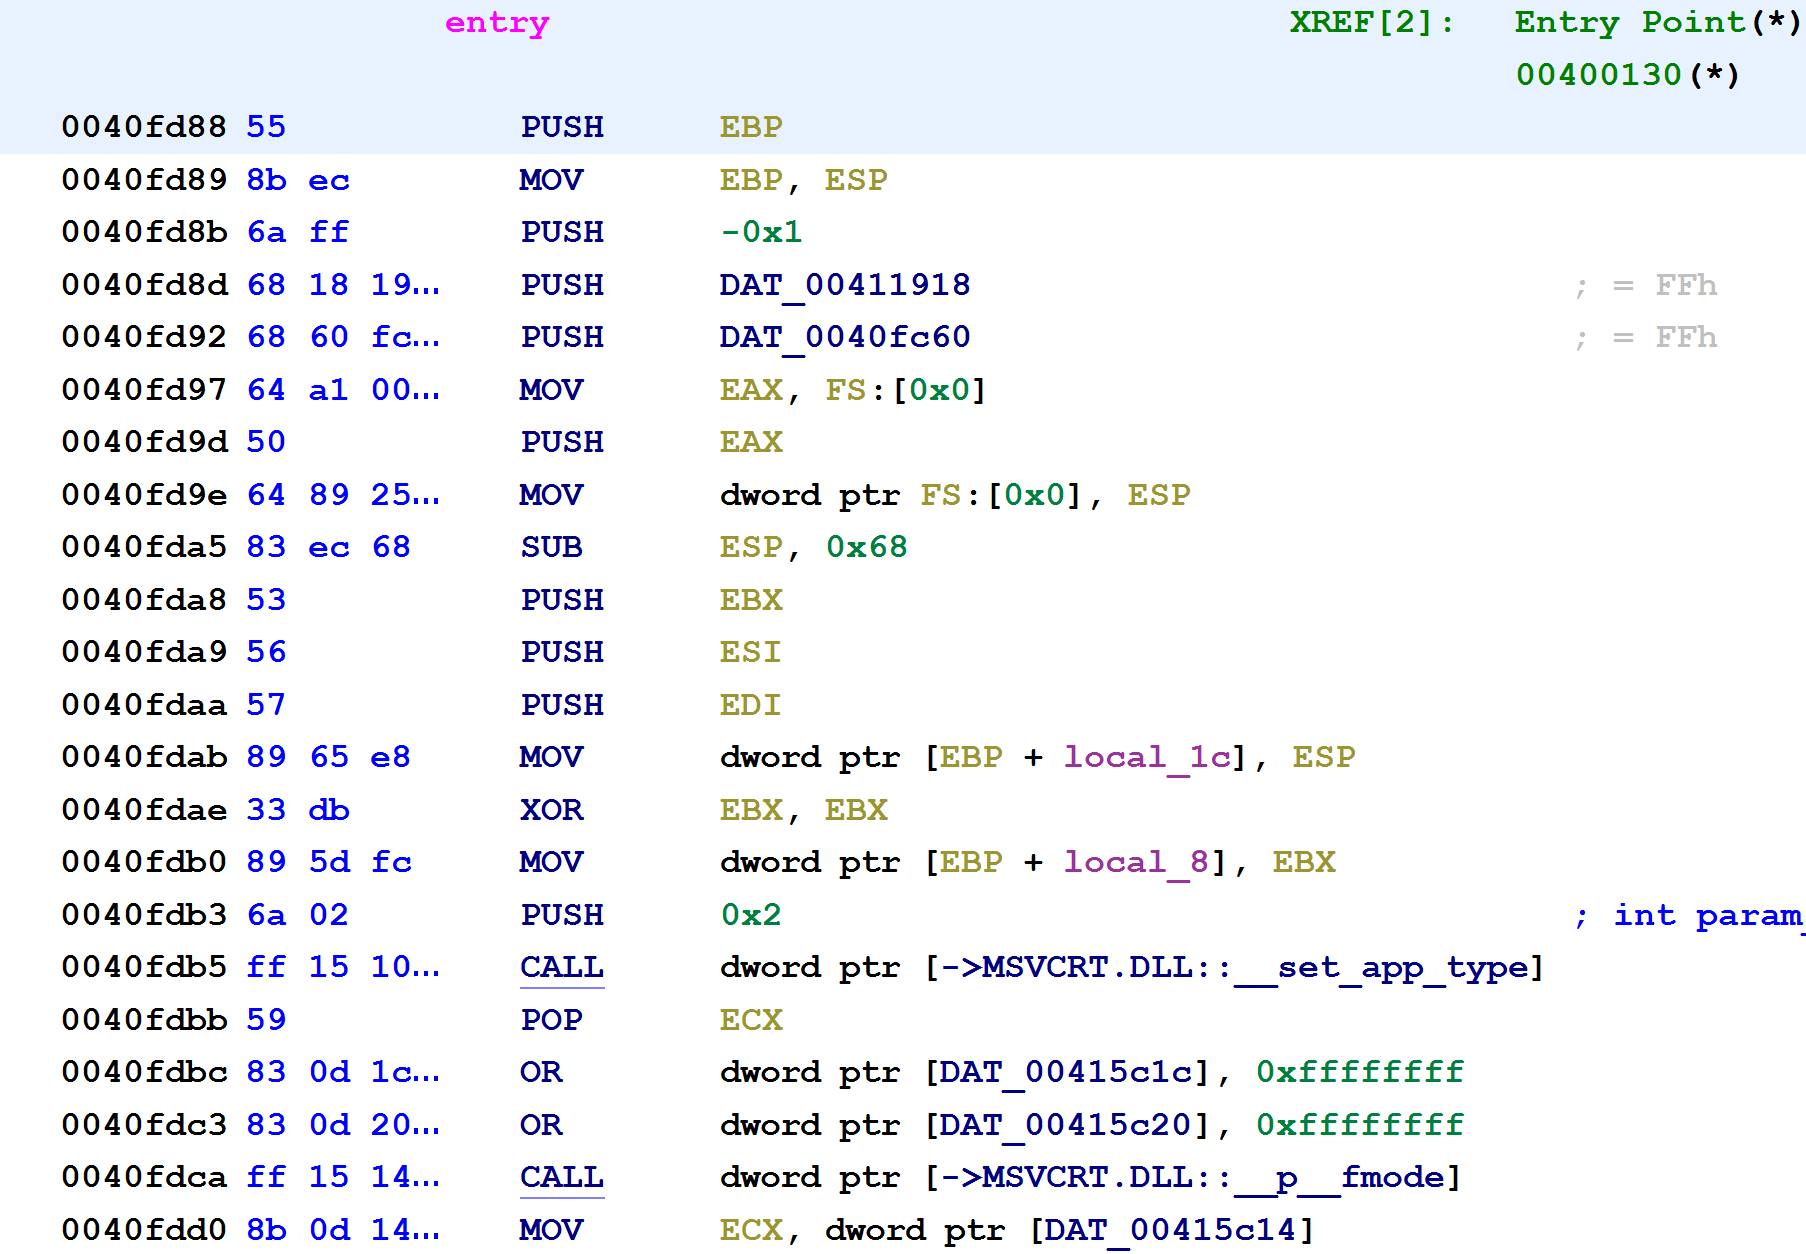 entry XREF[2]: Entry Point(*)
00400130(*)
0040fd88 55 PUSH EBP
0040fd89 8b ec MOV EBP, ESP
0040fd8b 6a ff PUSH -0x1
0040fd8d 68 18 19... PUSH DAT_00411918 ; = FFh
0040fd92 68 60 fc... PUSH DAT_0040fc60 ; = FFh
0040fd97 64 a1 00... MOV EAX, FS:[0x0]
0040fd9d 50 PUSH EAX
0040fd9e 64 89 25... MOV dword ptr FS:[0x0], ESP
0040fda5 83 ec 68 SUB ESP, 0x68
0040fda8 53 PUSH EBX
0040fda9 56 PUSH ESI
0040fdaa 57 PUSH EDI
0040fdab 89 65 e8 MOV dword ptr [EBP + local_1c], ESP
0040fdae 33 db XOR EBX, EBX
0040fdb0 89 5d fc MOV dword ptr [EBP + local_8], EBX
0040fdb3 6a 02 PUSH 0x2 ; int param_
0040fdb5 ff 15 10... CALL dword ptr [->MSVCRT.DLL::__set_app_type]
0040fdbb 59 POP ECX
0040fdbc 83 0d 1c... OR dword ptr [DAT_00415c1c], 0xffffffff
0040fdc3 83 0d 20... OR dword ptr [DAT_00415c20], 0xffffffff
0040fdca ff 15 14... CALL dword ptr [->MSVCRT.DLL::__p__fmode]
0040fdd0 8b 0d 14... MOV ECX, dword ptr [DAT_00415c14]